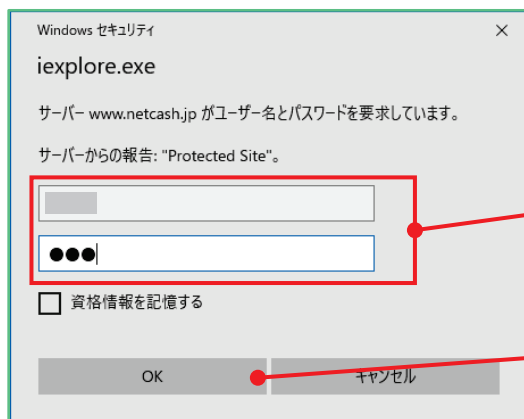 Windows セキュリティ
iexplore.exe
サーバー www.netcash.jp がユーザー名とパスワードを要求しています。
サーバーからの報告: "Protected Site"。
●●●
資格情報を記憶する
OK
キャンセル